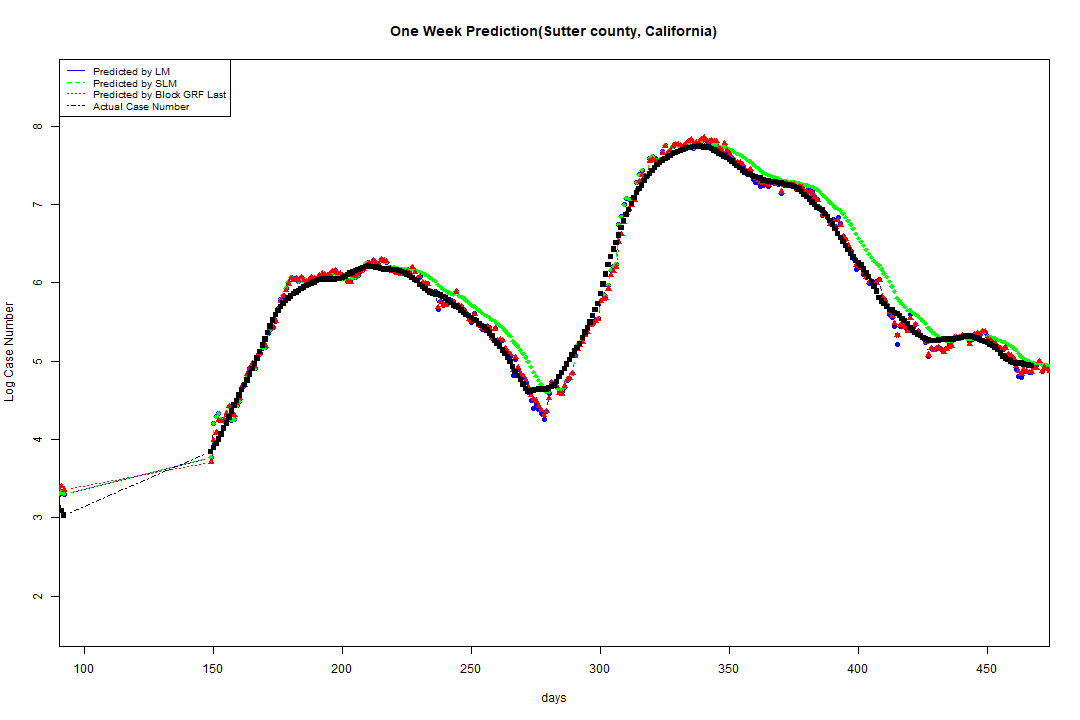 One Week Prediction(Sutter county, California)
Predicted by LM
Predicted by SLM
Predicted by Block GRF Last
Actual Case Number
8
7
6
5
4
3
2
Log Case Number
100 150 200 250 300 350 400 450
days